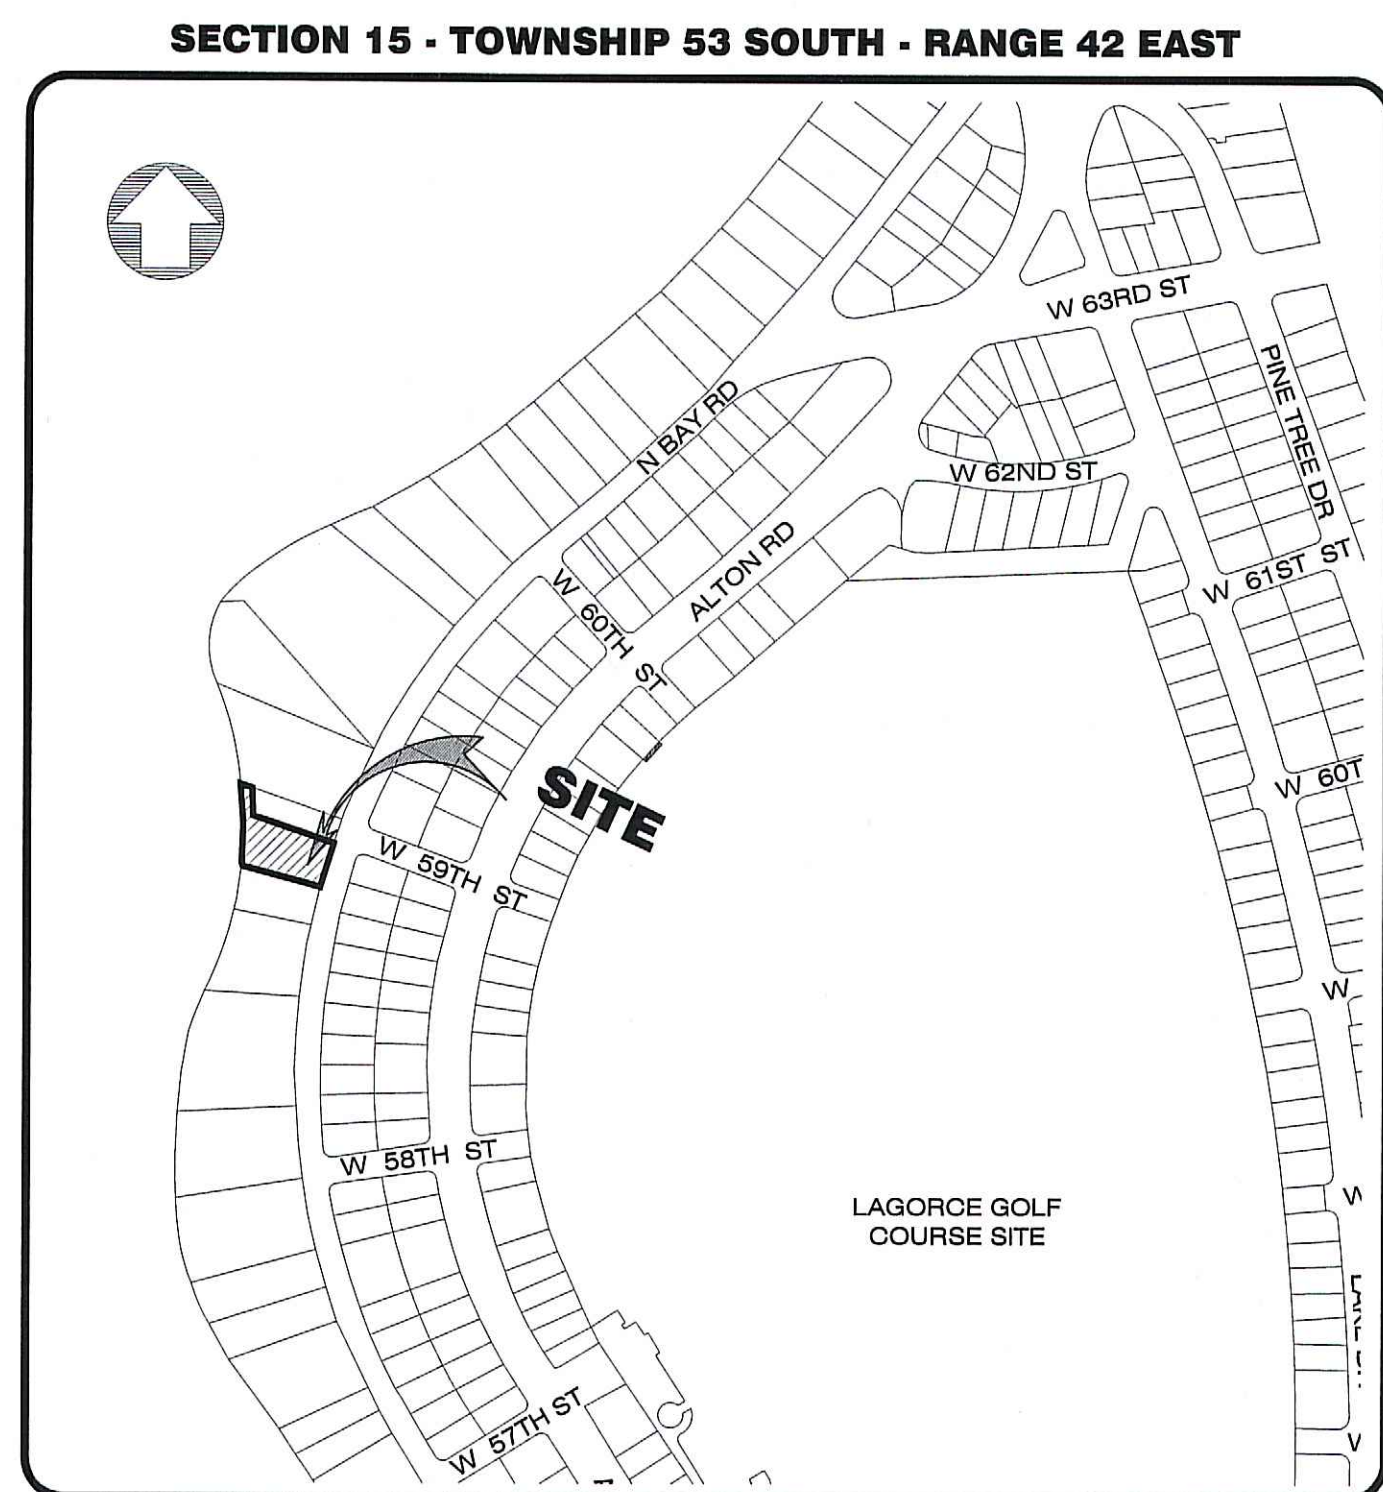 SECTION 15 - TOWNSHIP 53 SOUTH - RANGE 42 EAST
W 63RD ST
PINE TREE DR
N BAY RD
W 62ND ST
ALTON RD
W 61ST ST
W 60TH ST
SITE
W 60T
W 59TH ST
W
W 58TH ST
LAGORCE GOLF
COURSE SITE
W 57TH ST